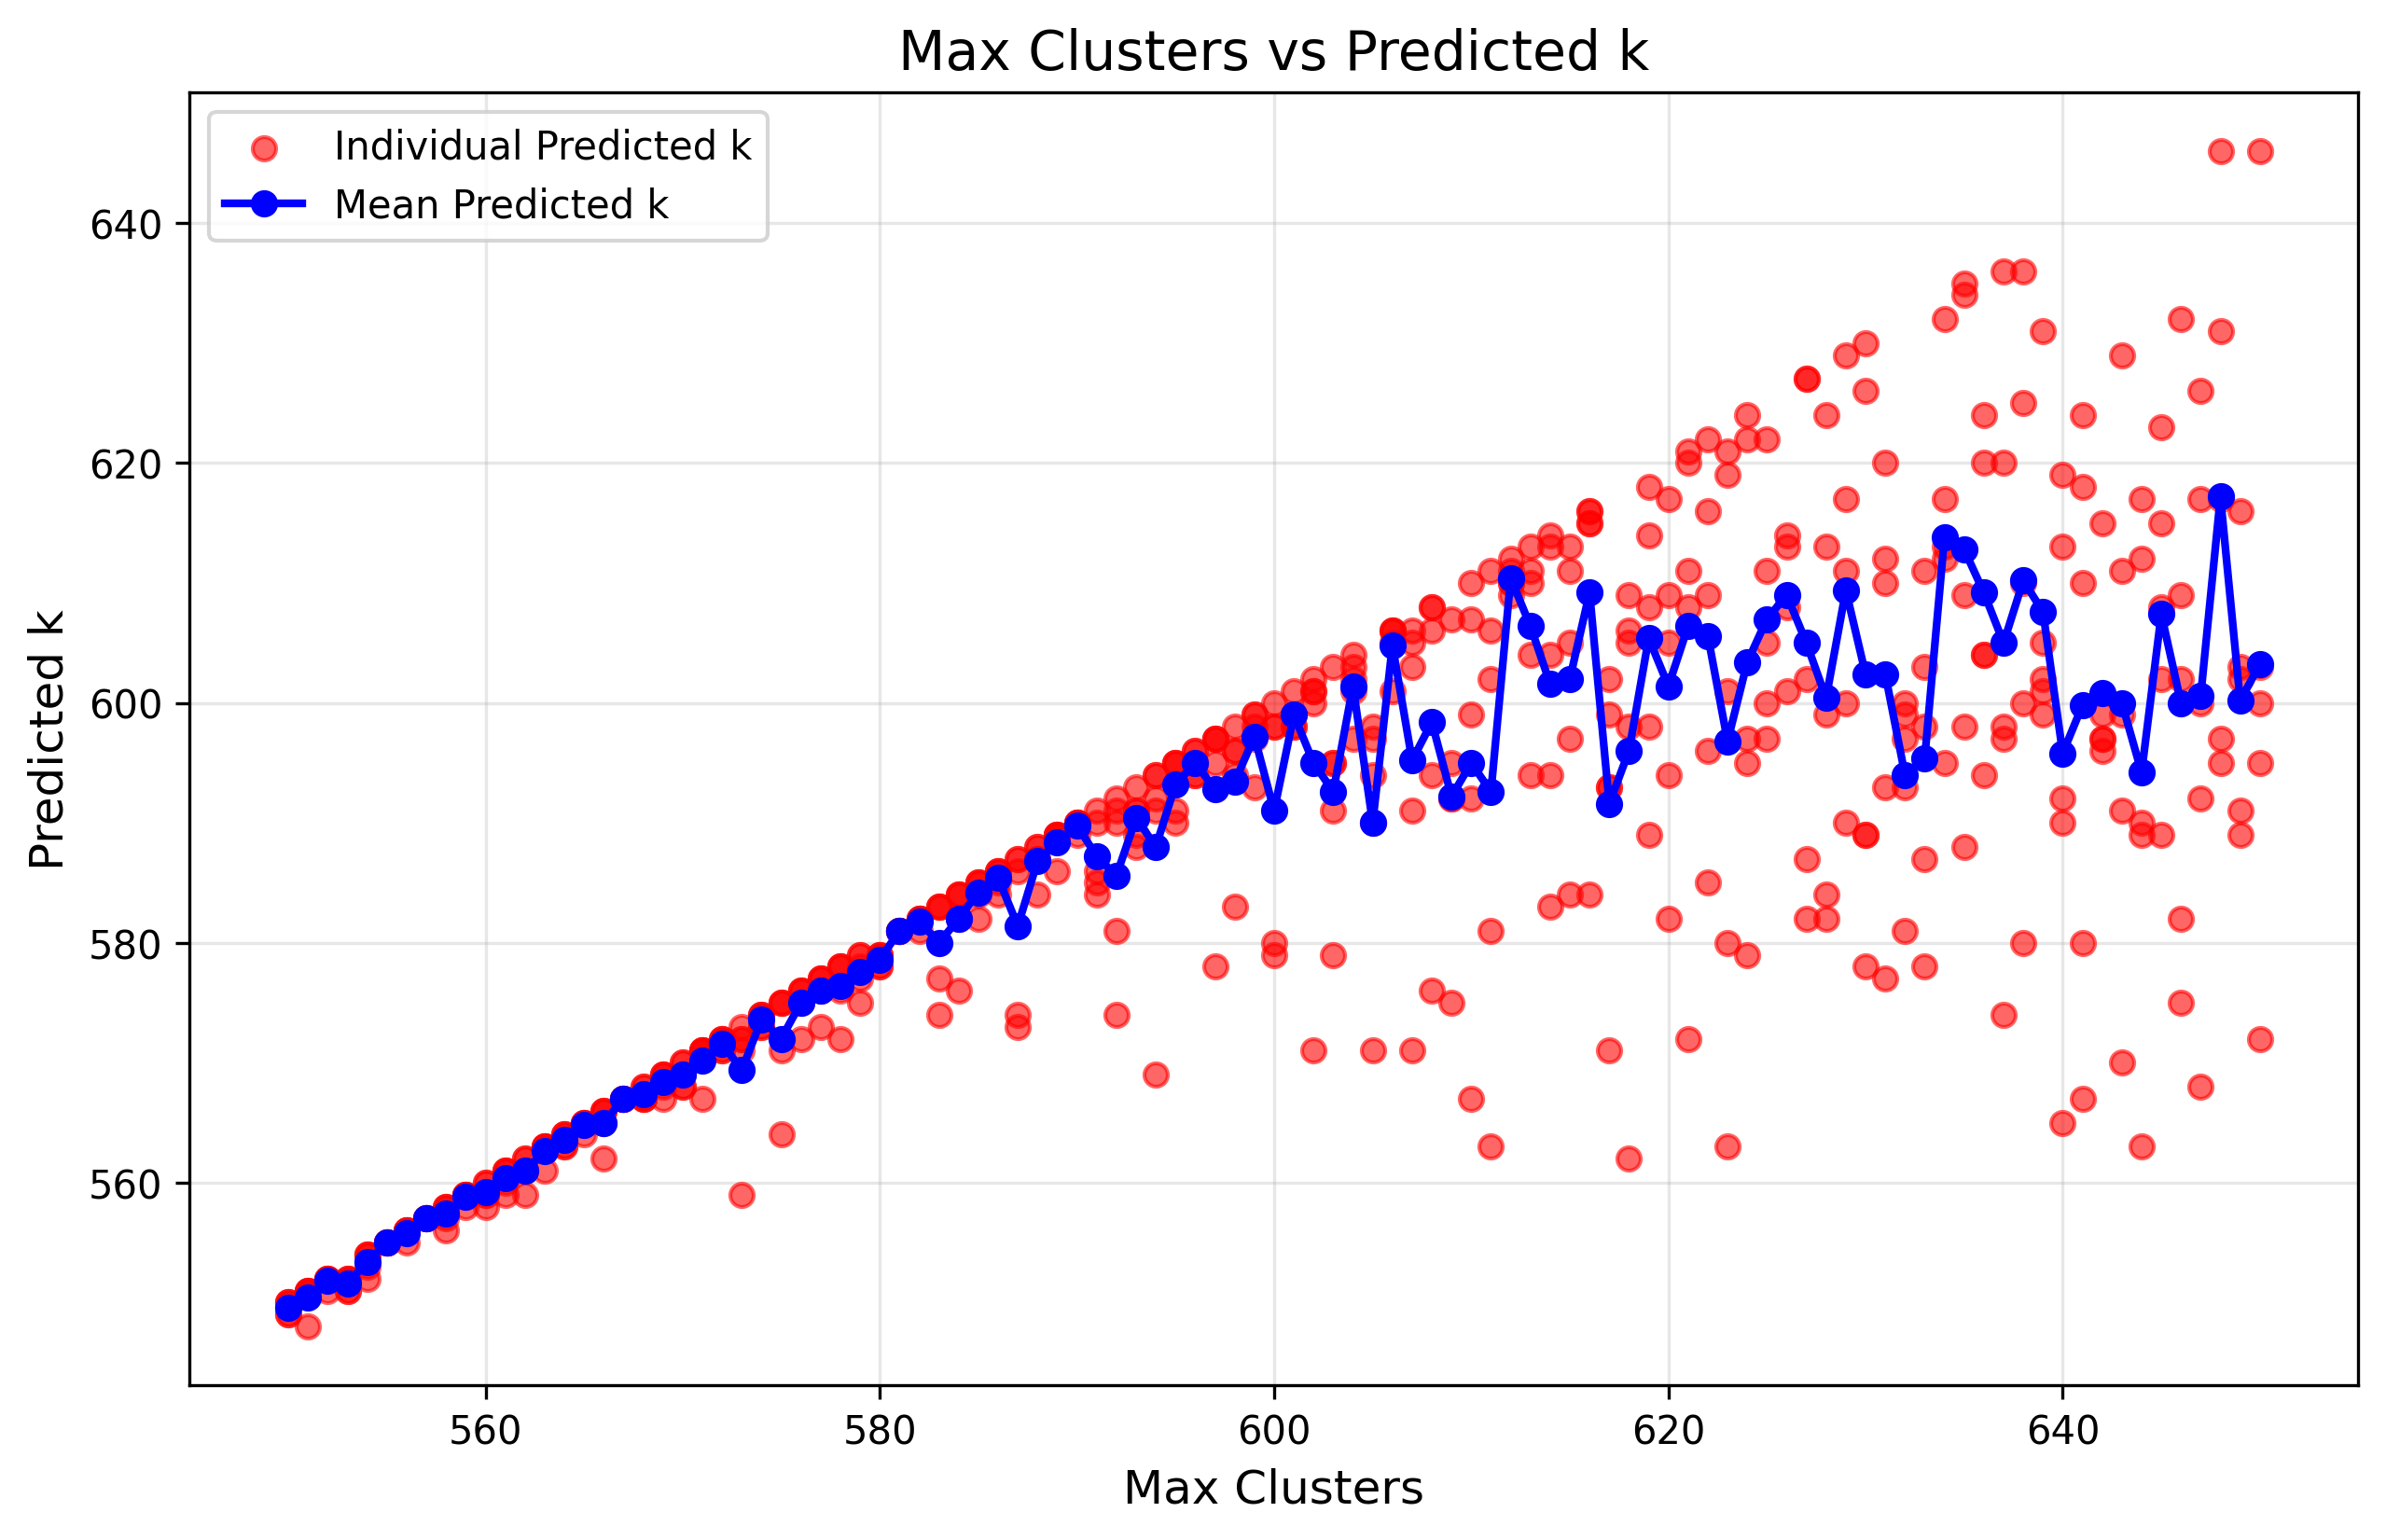 Max Clusters vs Predicted k
Individual Predicted k
Mean Predicted k
640
620
600
580
560
Predicted k
560
580
600
620
640
Max Clusters